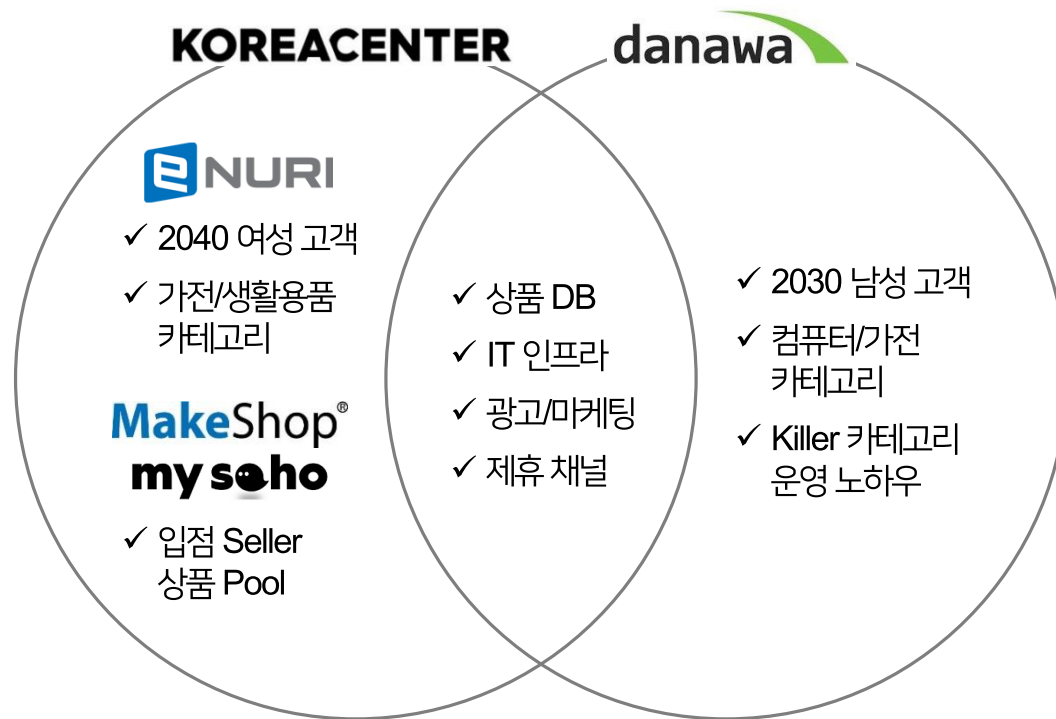 KOREACENTER
danawa
eNURI
✓ 2040 여성 고객
✓ 가전/생활용품
카테고리
MakeShop®
my soho
✓ 입점 Seller
상품 Pool
✓ 상품 DB
✓ IT 인프라
✓ 광고/마케팅
✓ 제휴 채널
✓ 2030 남성 고객
✓ 컴퓨터/가전
카테고리
✓ Killer 카테고리
운영 노하우